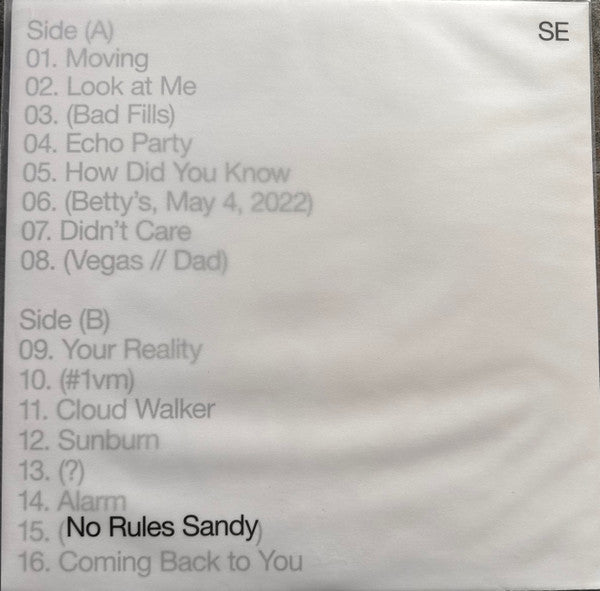 SE
Side (A)
01. Moving
02. Look at Me
03. (Bad Fills)
04. Echo Party
05. How Did You Know
06. (Betty's, May 4, 2022)
07. Didn't Care
08. (Vegas // Dad)
Side (B)
09. Your Reality
10. (#1vm)
11. Cloud Walker
12. Sunburn
13. (?)
14. Alarm
15. (No Rules Sandy)
16. Coming Back to You